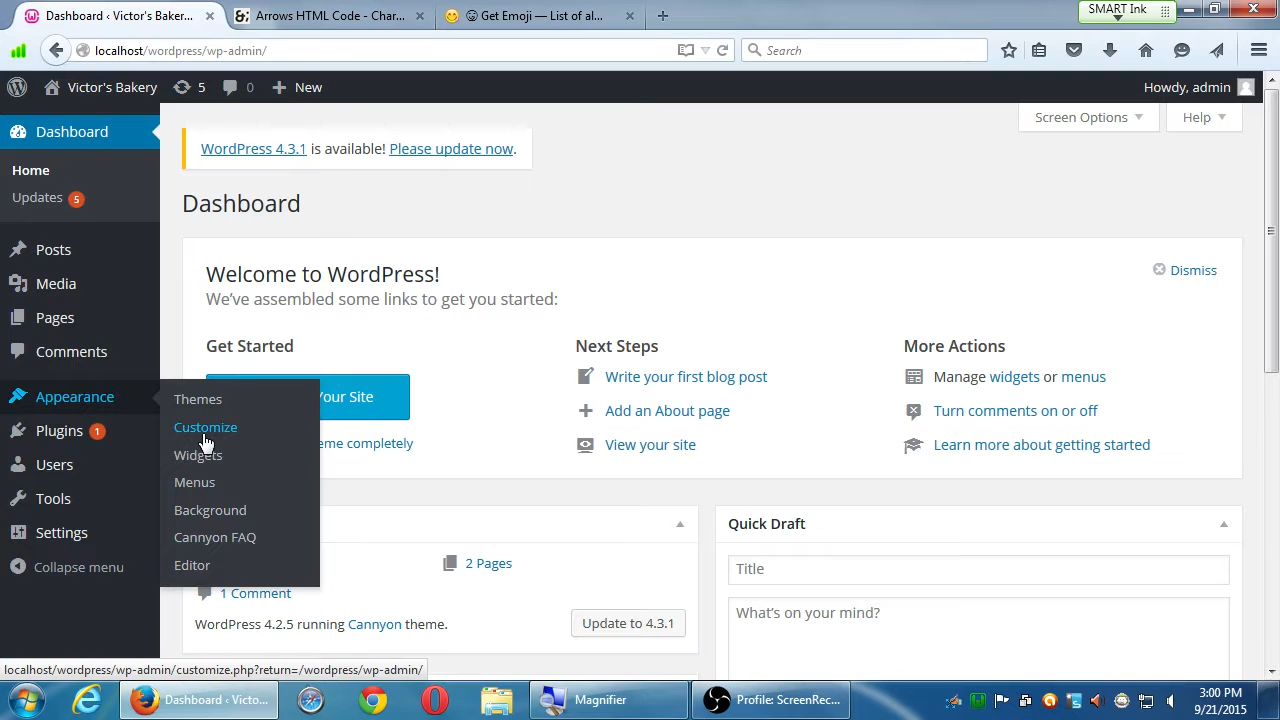 Dashboard ‹ Victor's Bakery...
Arrows HTML Code - Char...
Get Emoji — List of al...
SMART Ink
localhost/wordpress/wp-admin/
Search
Victor's Bakery
5
0
New
Howdy, admin
Dashboard
Home
Updates 5
Posts
Media
Pages
Comments
Appearance
Plugins 1
Users
Tools
Settings
Collapse menu
Themes
Customize
Widgets
Menus
Background
Cannyon FAQ
Editor
Screen Options
Help
WordPress 4.3.1 is available! Please update now.
Dashboard
Welcome to WordPress!
We've assembled some links to get you started:
Dismiss
Get Started
Your Site
eme completely
Next Steps
Write your first blog post
Add an About page
View your site
More Actions
Manage widgets or menus
Turn comments on or off
Learn more about getting started
2 Pages
1 Comment
WordPress 4.2.5 running Cannyon theme.
Update to 4.3.1
Quick Draft
Title
What's on your mind?
localhost/wordpress/wp-admin/customize.php?return=/wordpress/wp-admin/
Dashboard ‹ Victo...
Magnifier
Profile: ScreenRec...
3:00 PM
9/21/2015